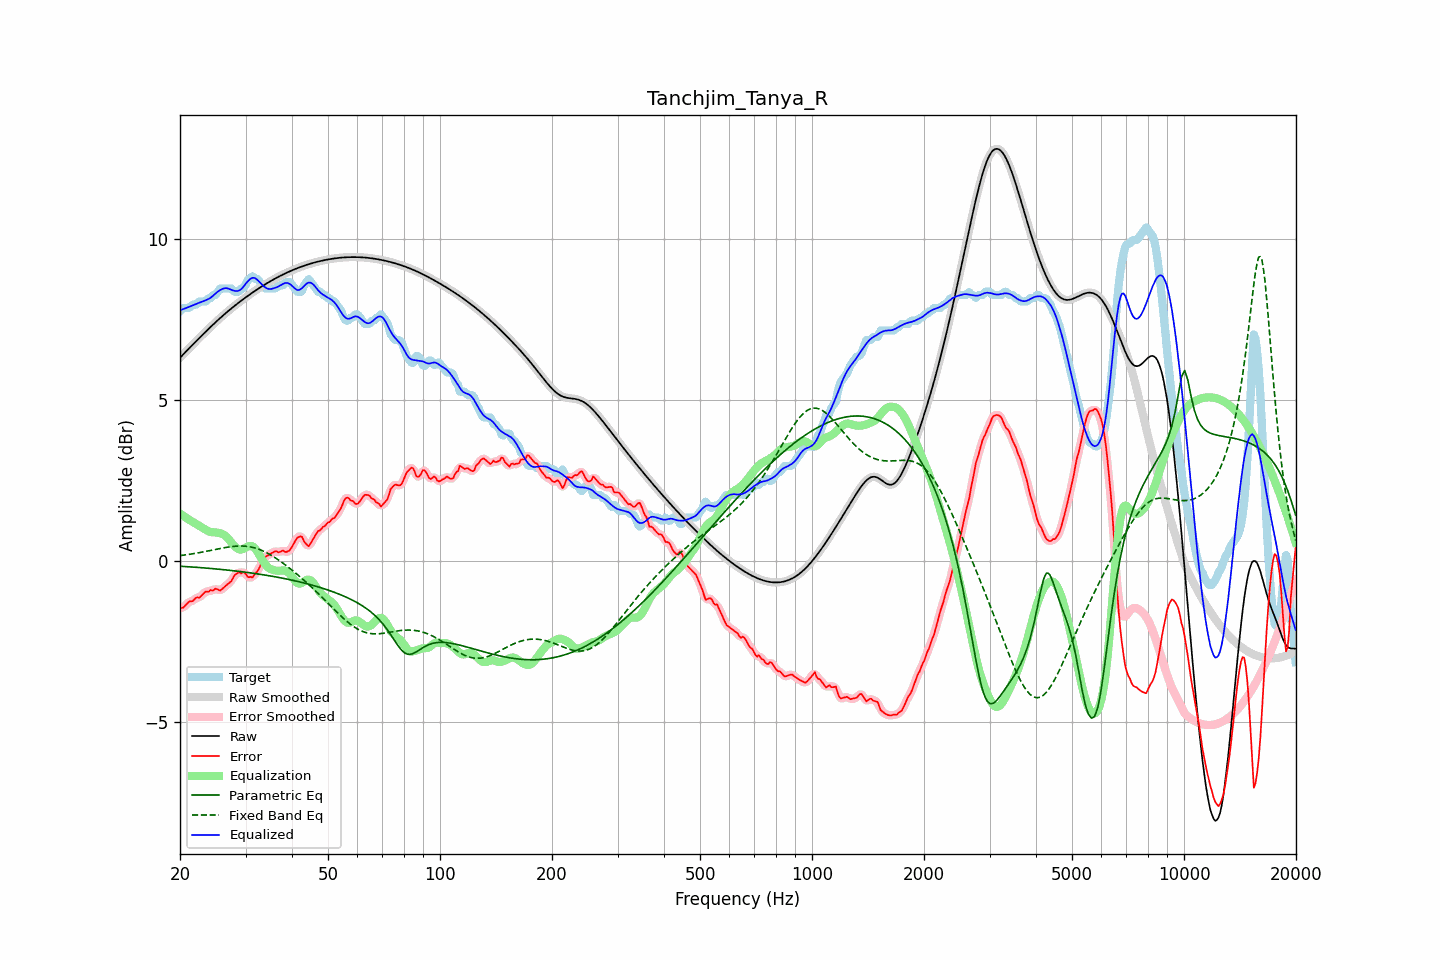 Tanchjim_Tanya_R
Amplitude (dBr)
10
5
0
−5
Target
Raw Smoothed
Error Smoothed
Raw
Error
Equalization
Parametric Eq
Fixed Band Eq
Equalized
20 50 100 200 500 1000 2000 5000 10000 20000
Frequency (Hz)